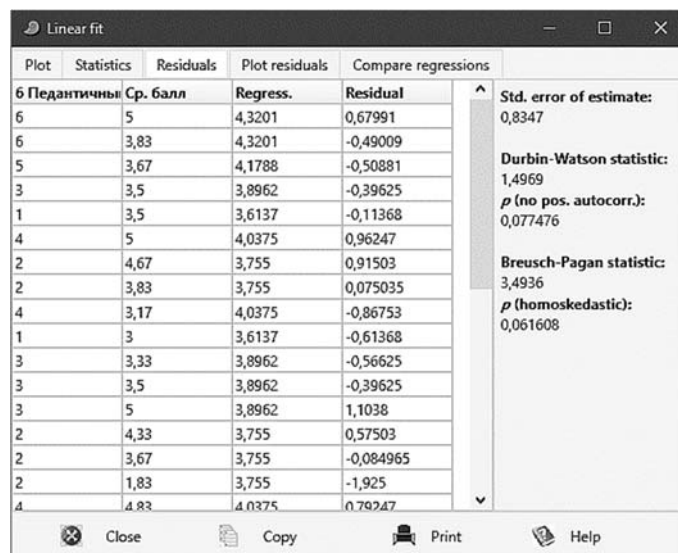 Linear fit
Plot Statistics Residuals Plot residuals Compare regressions
6 Педантичны Ср. балл Regress. Residual
6 5 4,3201 0,67991
6 3,83 4,3201 -0,49009
5 3,67 4,1788 -0,50881
3 3,5 3,8962 -0,39625
1 3,5 3,6137 -0,11368
4 5 4,0375 0,96247
2 4,67 3,755 0,91503
2 3,83 3,755 0,075035
4 3,17 4,0375 -0,86753
1 3 3,6137 -0,61368
3 3,33 3,8962 -0,56625
3 3,5 3,8962 -0,39625
3 5 3,8962 1,1038
2 4,33 3,755 0,57503
2 3,67 3,755 -0,084965
2 1,83 3,755 -1,925
4 4,83 4,0375 0,79247
Std. error of estimate:
0,8347
Durbin-Watson statistic:
1,4969
p (no pos. autocorr.):
0,077476
Breusch-Pagan statistic:
3,4936
p (homoskedastic):
0,061608
Close Copy Print Help